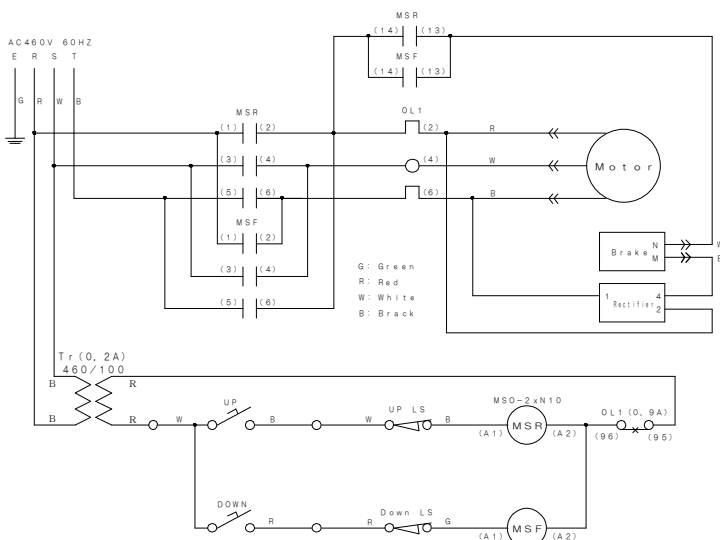 MSR
(14) (13)
AC460V 60HZ
MSF
E R S T
(14) (13)
G R W B
MSR
OL1
(1) (2)
(2)
R
(3) (4)
(4)
W
Motor
(5) (6)
(6)
B
MSF
(1) (2)
N
W
Brake
M
B
(3) (4)
G: Green
R: Red
W: White
B: Brack
1
4
Rectifier
2
(5) (6)
Tr(0, 2A)
460/100
B
R
UP
UP LS
MSO-2xN10
OL1(0, 9A)
B
R
W
B
W
B
MSR
(A1)
(A2)
(96)
(95)
DOWN
Down LS
R
R
G
MSF
(A1)
(A2)